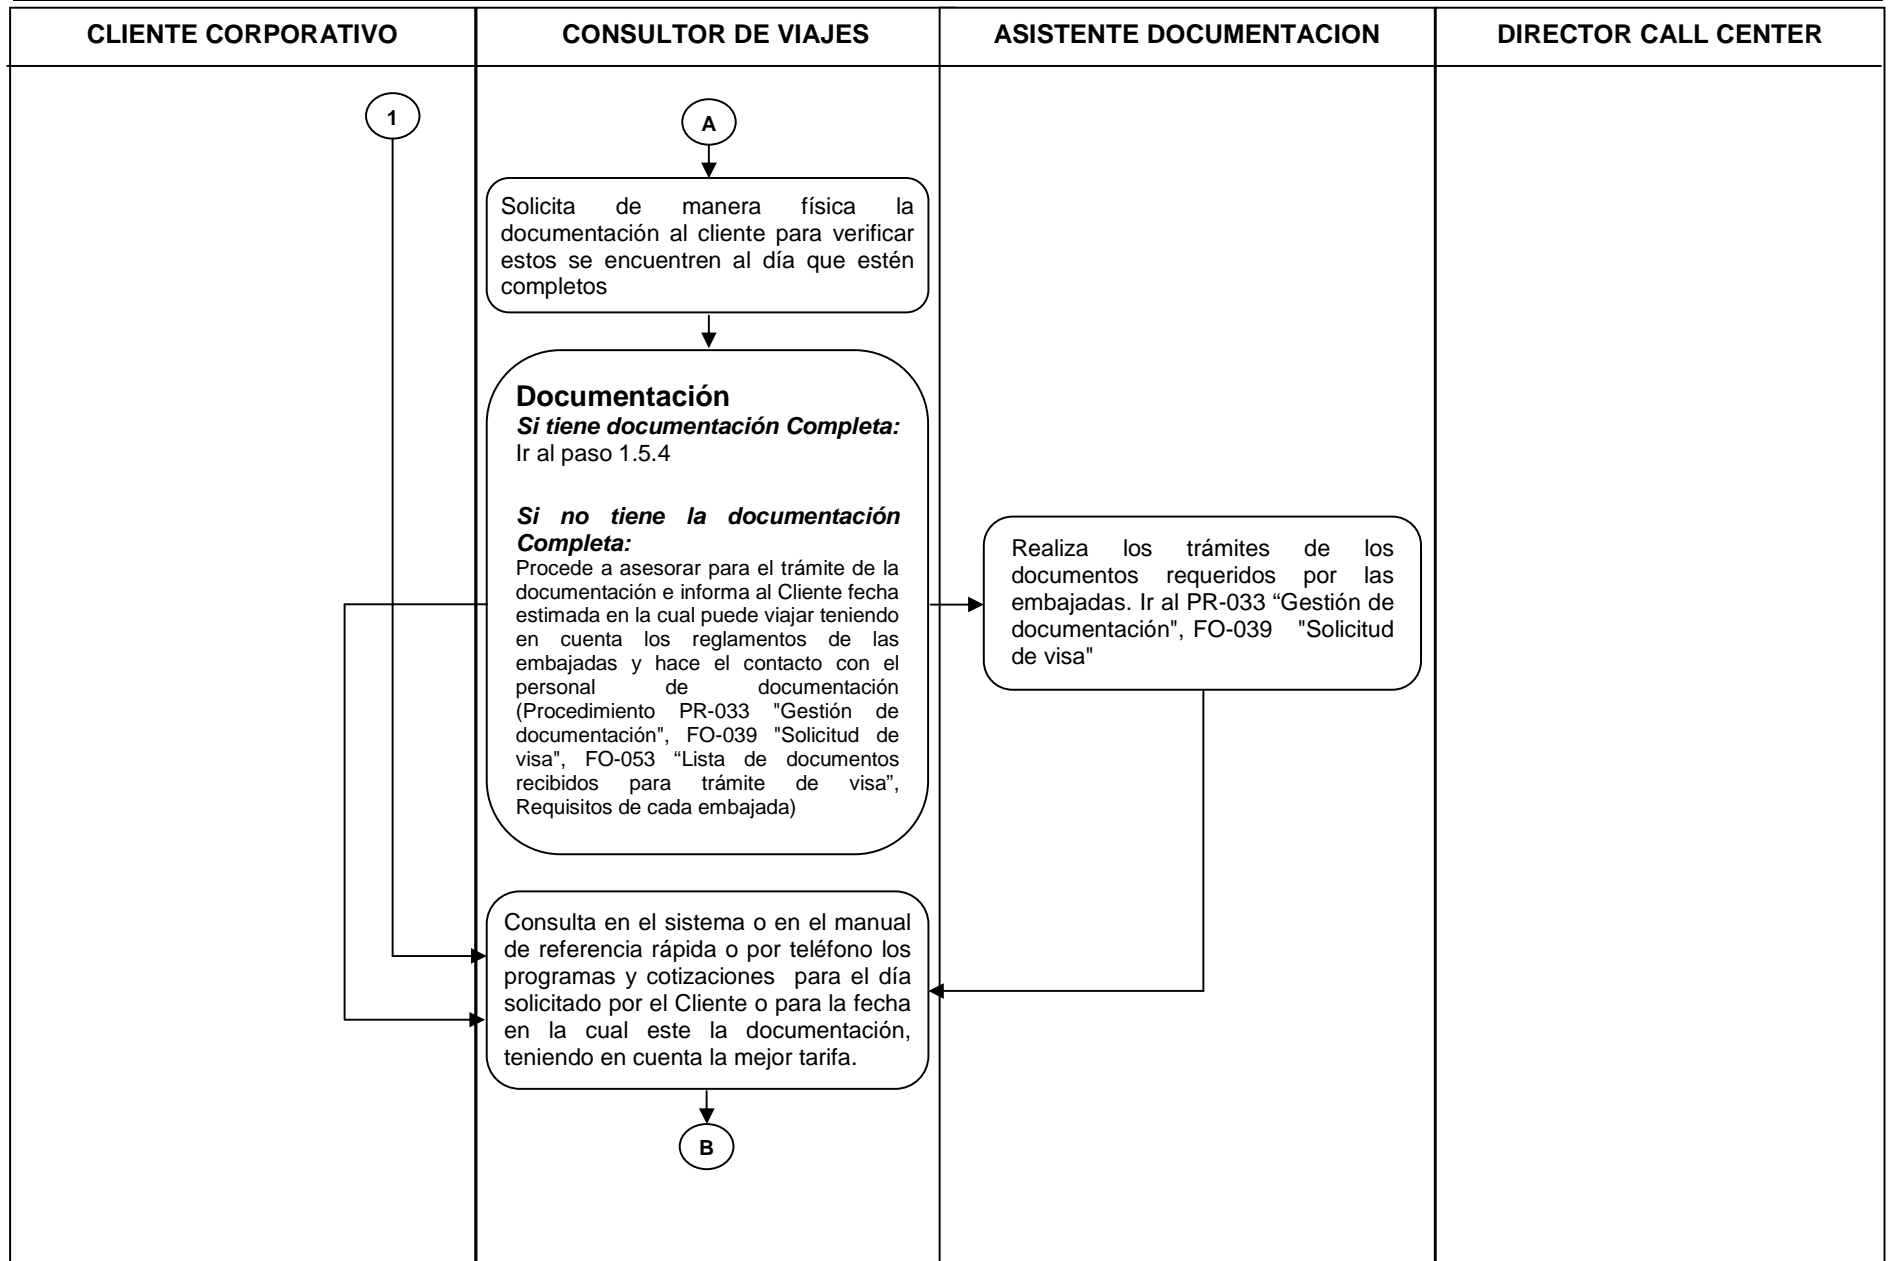 CLIENTE CORPORATIVO
CONSULTOR DE VIAJES
ASISTENTE DOCUMENTACION
DIRECTOR CALL CENTER
1
A
Solicita de manera física la
documentación al cliente para verificar
estos se encuentren al día que estén
completos
Documentación
Si tiene documentación Completa:
Ir al paso 1.5.4
Si no tiene la documentación
Completa:
Procede a asesorar para el trámite de la
documentación e informa al Cliente fecha
estimada en la cual puede viajar teniendo
en cuenta los reglamentos de las
embajadas y hace el contacto con el
personal de documentación
(Procedimiento PR-033 "Gestión de
documentación", FO-039 "Solicitud de
visa", FO-053 “Lista de documentos
recibidos para trámite de visa”,
Requisitos de cada embajada)
Realiza los trámites de los
documentos requeridos por las
embajadas. Ir al PR-033 “Gestión de
documentación", FO-039 "Solicitud
de visa"
Consulta en el sistema o en el manual
de referencia rápida o por teléfono los
programas y cotizaciones para el día
solicitado por el Cliente o para la fecha
en la cual este la documentación,
teniendo en cuenta la mejor tarifa.
B